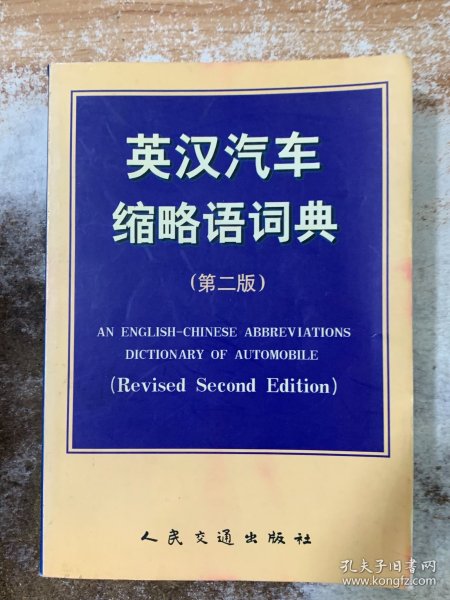 英汉汽车
缩略语词典
(第二版)
AN ENGLISH-CHINESE ABBREVIATIONS
DICTIONARY OF AUTOMOBILE
(Revised Second Edition)
人民交通出版社
孔夫子旧书网
www.kongfz.com